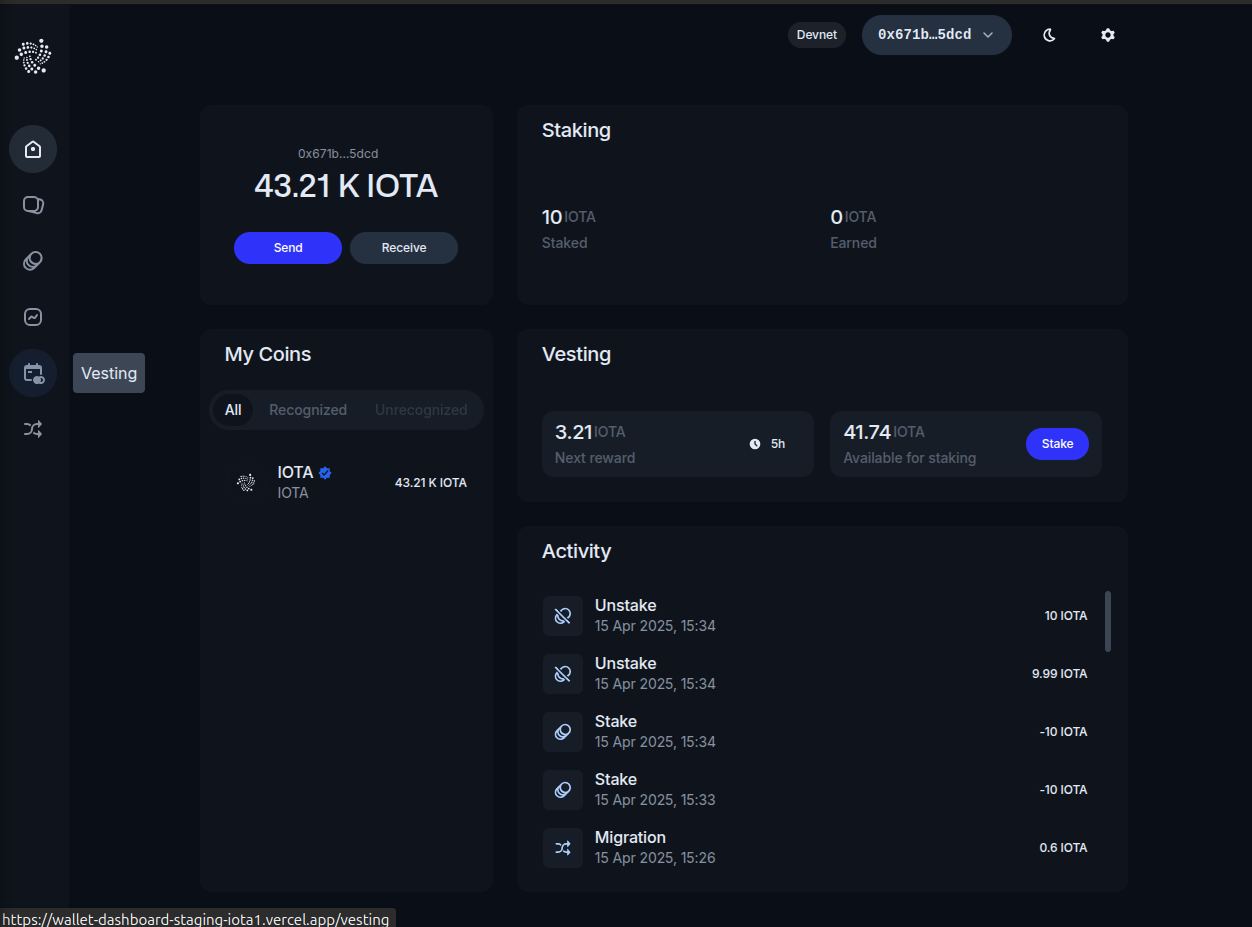 Devnet
0x671b…5dcd
0x671b…5dcd
43.21 K IOTA
Send
Receive
Staking
10 IOTA
Staked
0 IOTA
Earned
Vesting
My Coins
All
Recognized
Unrecognized
IOTA
IOTA
43.21 K IOTA
Vesting
3.21 IOTA
Next reward
5h
41.74 IOTA
Available for staking
Stake
Activity
Unstake
15 Apr 2025, 15:34
10 IOTA
Unstake
15 Apr 2025, 15:34
9.99 IOTA
Stake
15 Apr 2025, 15:34
-10 IOTA
Stake
15 Apr 2025, 15:33
-10 IOTA
Migration
15 Apr 2025, 15:26
0.6 IOTA
https://wallet-dashboard-staging-iota1.vercel.app/vesting